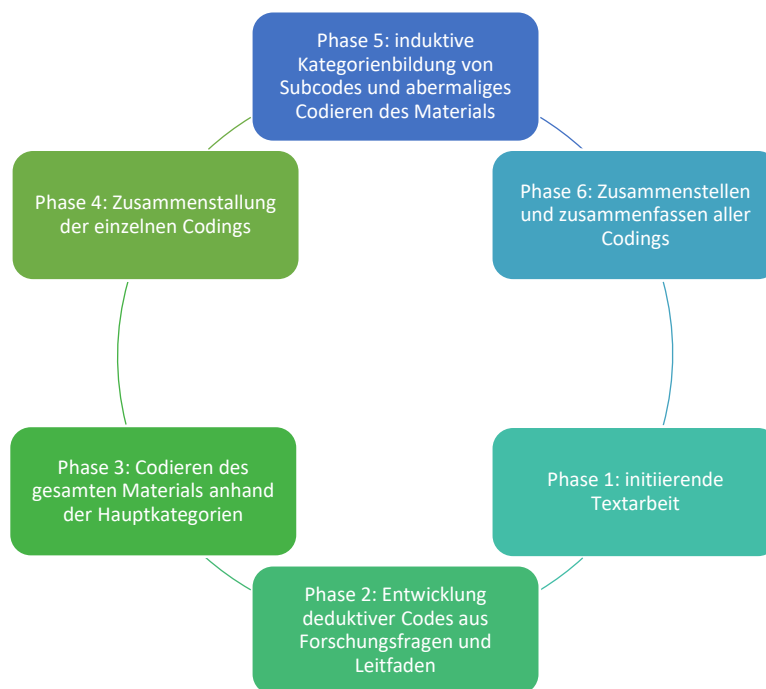 Phase 5: induktive
Kategorienbildung von
Subcodes und abermaliges
Codieren des Materials
Phase 4: Zusammenstallung
der einzelnen Codings
Phase 6: Zusammenstellen
und zusammenfassen aller
Codings
Phase 3: Codieren des
gesamten Materials anhand
der Hauptkategorien
Phase 1: initiierende
Textarbeit
Phase 2: Entwicklung
deduktiver Codes aus
Forschungsfragen und
Leitfaden